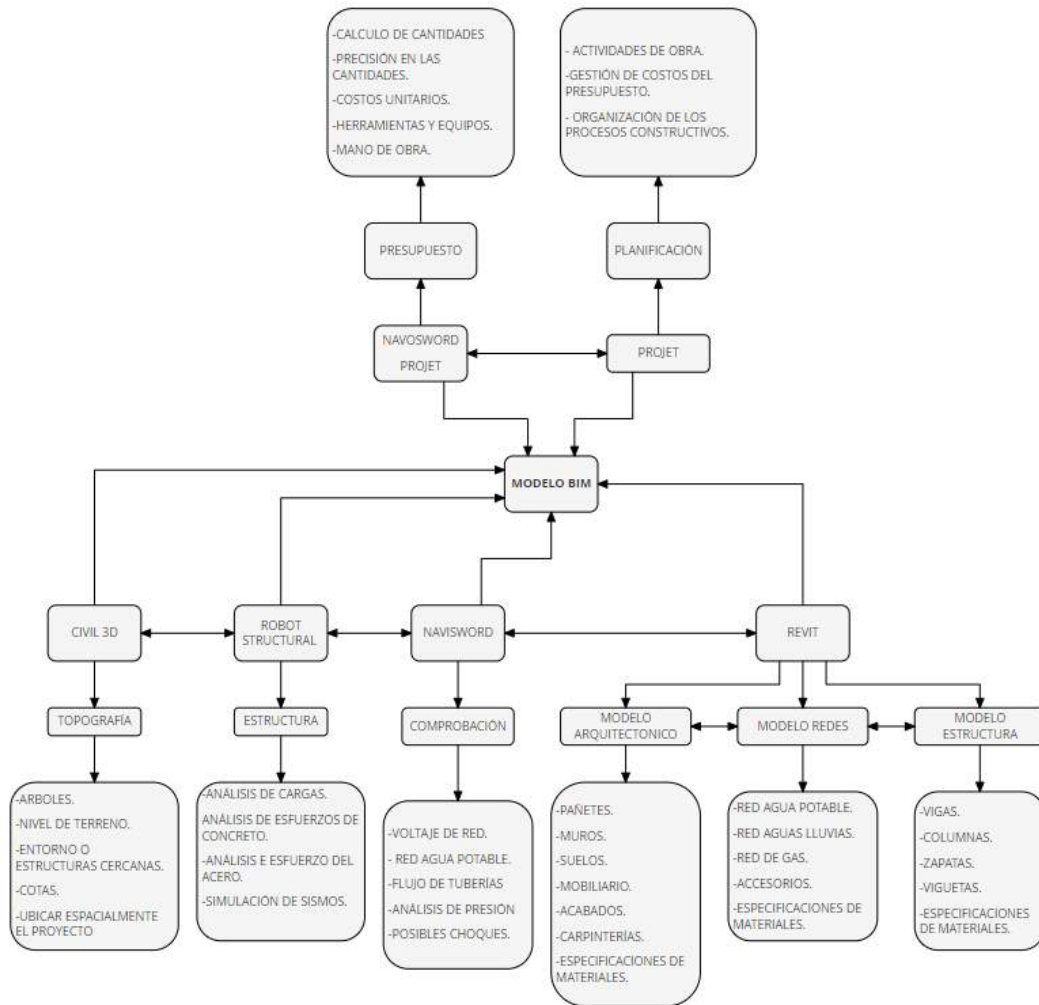 -CALCULO DE CANTIDADES
-PRECISIÓN EN LAS
CANTIDADES.
-COSTOS UNITARIOS.
-HERRAMIENTAS Y EQUIPOS.
-MANO DE OBRA.
- ACTIVIDADES DE OBRA.
-GESTIÓN DE COSTOS DEL
PRESUPUESTO.
- ORGANIZACIÓN DE LOS
PROCESOS CONSTRUCTIVOS.
PRESUPUESTO
PLANIFICACIÓN
NAVOSWORD
PROJET
PROJET
MODELO BIM
CIVIL 3D
ROBOT
STRUCTURAL
NAVISWORD
REVIT
TOPOGRAFÍA
ESTRUCTURA
COMPROBACIÓN
MODELO
ARQUITECTONICO
MODELO REDES
MODELO
ESTRUCTURA
-ARBOLES.
-NIVEL DE TERRENO.
-ENTORNO O
ESTRUCTURAS CERCANAS.
-COTAS.
-UBICAR ESPACIALMENTE
EL PROYECTO
-ANÁLISIS DE CARGAS.
ANÁLISIS DE ESFUERZOS DE
CONCRETO.
-ANÁLISIS E ESFUERZO DEL
ACERO.
-SIMULACIÓN DE SISMOS.
-VOLTAJE DE RED.
- RED AGUA POTABLE.
-FLUJO DE TUBERÍAS
-ANÁLISIS DE PRESIÓN
-POSIBLES CHOQUES.
-PAÑETES.
-MUROS.
-SUELOS.
-MOBILIARIO.
-ACABADOS.
-CARPINTERÍAS.
-ESPECIFICACIONES DE
MATERIALES.
-RED AGUA POTABLE.
-RED AGUAS LLUVIAS.
-RED DE GAS.
-ACCESORIOS.
-ESPECIFICACIONES DE
MATERIALES.
-VIGAS.
-COLUMNAS.
-ZAPATAS.
-VIGUETAS.
-ESPECIFICACIONES
DE MATERIALES.